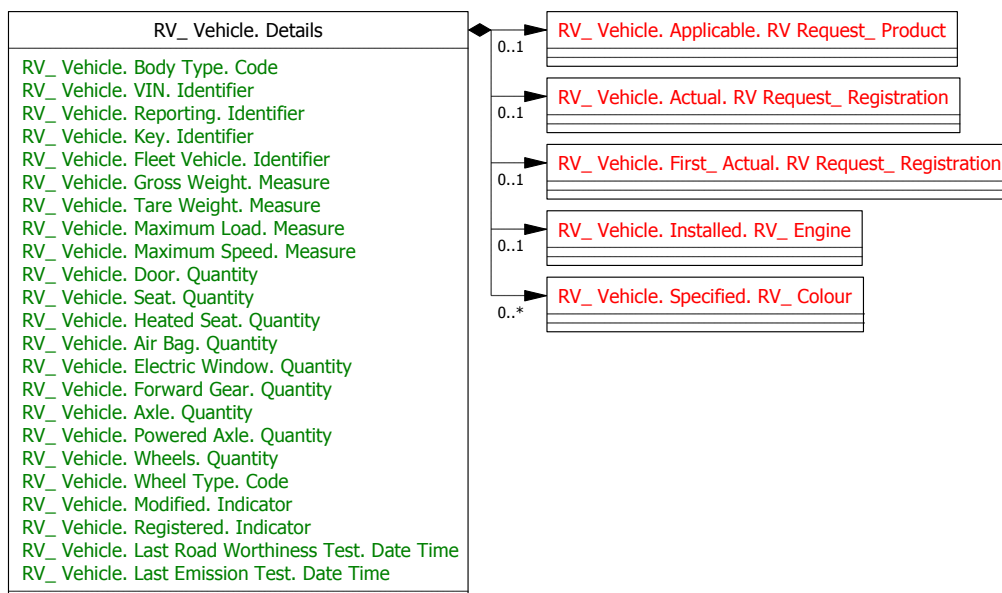 RV_ Vehicle. Details
RV_ Vehicle. Body Type. Code
RV_ Vehicle. VIN. Identifier
RV_ Vehicle. Reporting. Identifier
RV_ Vehicle. Key. Identifier
RV_ Vehicle. Fleet Vehicle. Identifier
RV_ Vehicle. Gross Weight. Measure
RV_ Vehicle. Tare Weight. Measure
RV_ Vehicle. Maximum Load. Measure
RV_ Vehicle. Maximum Speed. Measure
RV_ Vehicle. Door. Quantity
RV_ Vehicle. Seat. Quantity
RV_ Vehicle. Heated Seat. Quantity
RV_ Vehicle. Air Bag. Quantity
RV_ Vehicle. Electric Window. Quantity
RV_ Vehicle. Forward Gear. Quantity
RV_ Vehicle. Axle. Quantity
RV_ Vehicle. Powered Axle. Quantity
RV_ Vehicle. Wheels. Quantity
RV_ Vehicle. Wheel Type. Code
RV_ Vehicle. Modified. Indicator
RV_ Vehicle. Registered. Indicator
RV_ Vehicle. Last Road Worthiness Test. Date Time
RV_ Vehicle. Last Emission Test. Date Time
RV_ Vehicle. Applicable. RV Request_ Product
0..1
RV_ Vehicle. Actual. RV Request_ Registration
0..1
RV_ Vehicle. First_ Actual. RV Request_ Registration
0..1
RV_ Vehicle. Installed. RV_ Engine
0..1
RV_ Vehicle. Specified. RV_ Colour
0..*